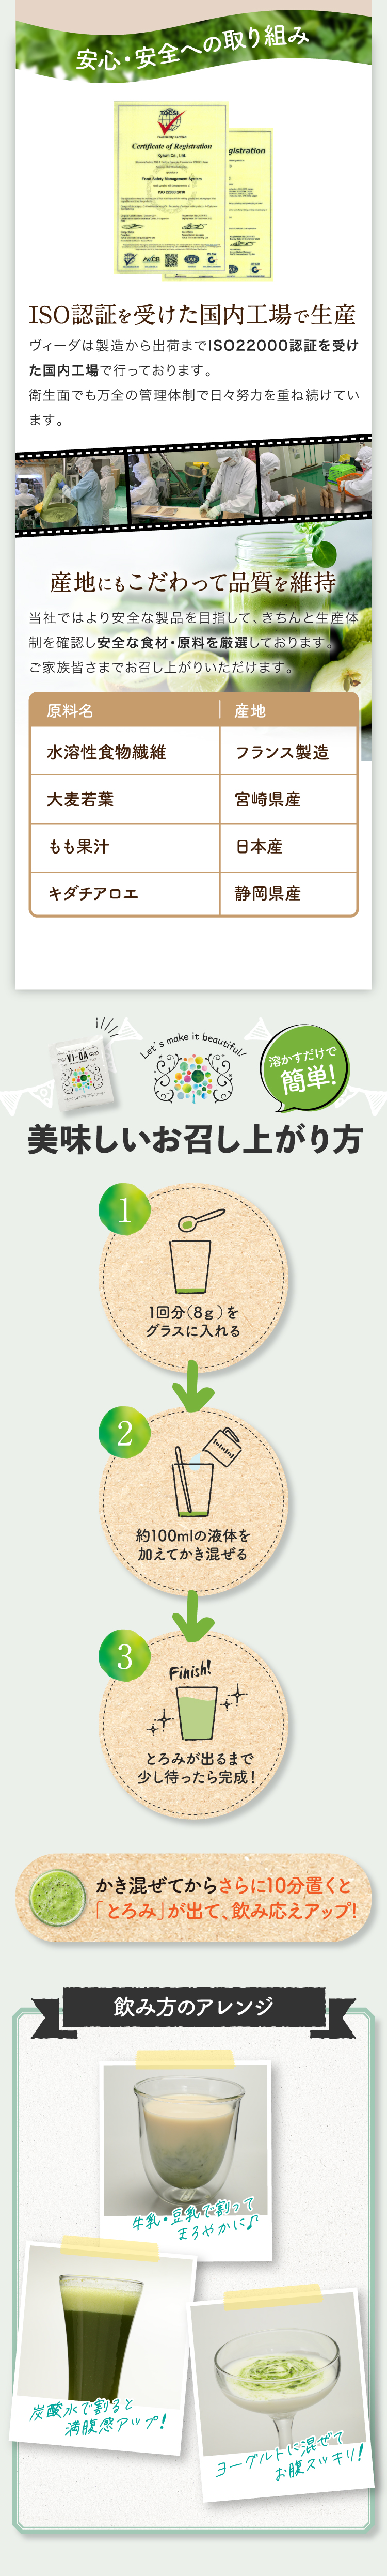 安心・安全への取り組み
TQCSI
Certificate of Registration
gistration
Food Safety Management System
ISO認証を受けた国内工場で生産
ヴィーダは製造から出荷までISO22000認証を受け
た国内工場で行っております。
衛生面でも万全の管理体制で日々努力を重ね続けてい
ます。
産地にもこだわって品質を維持
当社ではより安全な製品を目指して、きちんと生産体
制を確認し安全な食材・原料を厳選しております。
ご家族皆さまでお召し上がりいただけます。
原料名 産地
水溶性食物繊維 フランス製造
大麦若葉 宮崎県産
もも果汁 日本産
キダチアロエ 静岡県産
VI-DA
Let's make it beautiful!
溶かすだけで
簡単!
美味しいお召し上がり方
1
1回分(8g)を
グラスに入れる
2
約100mlの液体を
加えてかき混ぜる
3
Finish!
とろみが出るまで
少し待ったら完成!
かき混ぜてからさらに10分置くと
「とろみ」が出て、飲み応えアップ!
飲み方のアレンジ
牛乳・豆乳で割って
まろやかに♪
炭酸水で割ると
満腹感アップ!
ヨーグルトに混ぜて
お腹スッキリ!